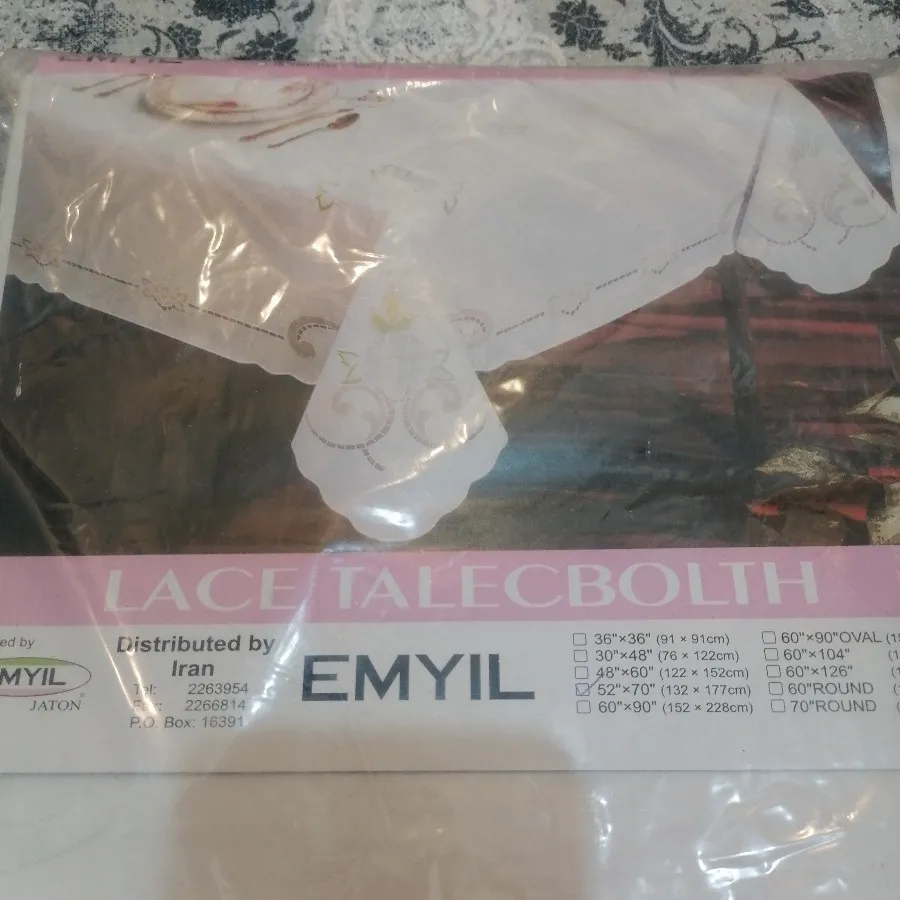 LACE TALECBOLTH
ed by
MYIL
JATON
Distributed by
Iran
Tel: 2263954
Fax: 2266814
P.O. Box: 16391
EMYIL
36"×36" (91 × 91cm)
30"×48" (76 × 122cm)
48"×60" (122 × 152cm)
52"×70" (132 × 177cm)
60"×90" (152 × 228cm)
60"×90"OVAL
60"×104"
60"×126"
60"ROUND
70"ROUND